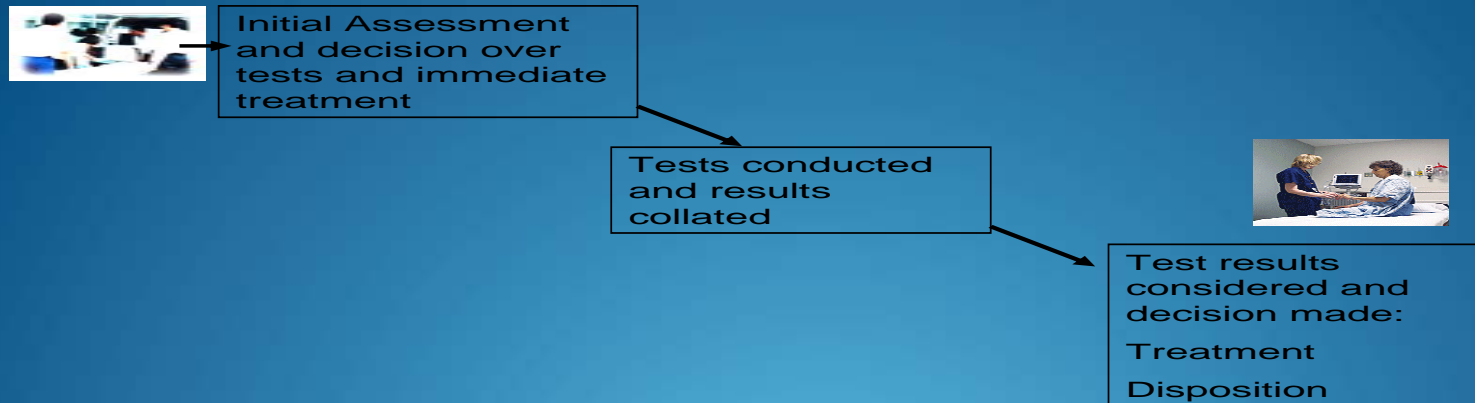 Initial Assessment
and decision over
tests and immediate
treatment
Tests conducted
and results
collated
Test results
considered and
decision made:
Treatment
Disposition